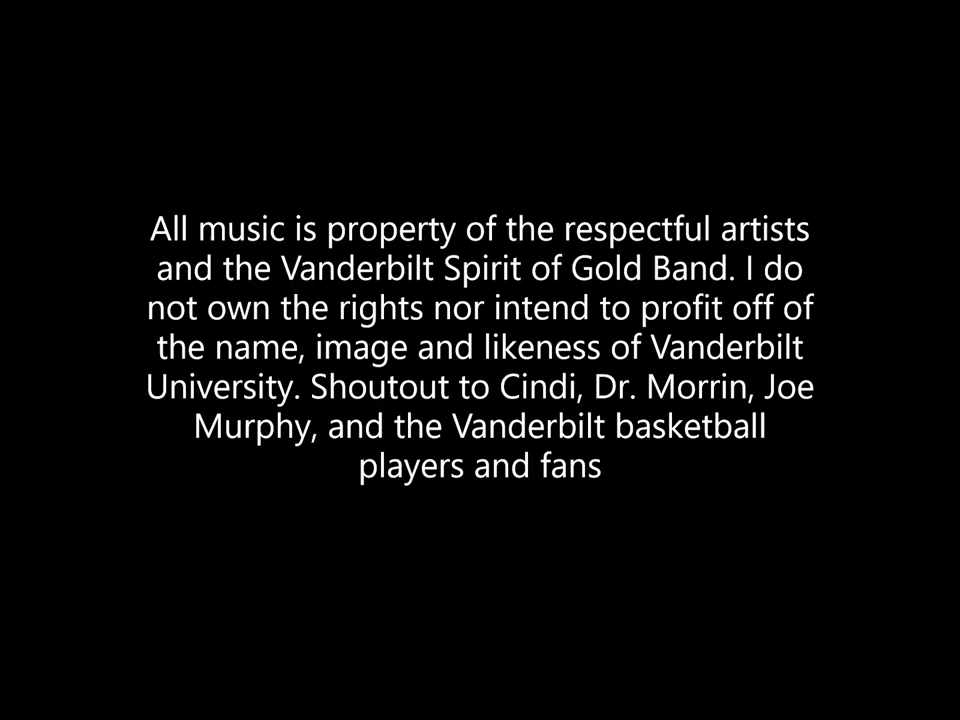 All music is property of the respectful artists
and the Vanderbilt Spirit of Gold Band. I do
not own the rights nor intend to profit off of
the name, image and likeness of Vanderbilt
University. Shoutout to Cindi, Dr. Morrin, Joe
Murphy, and the Vanderbilt basketball
players and fans